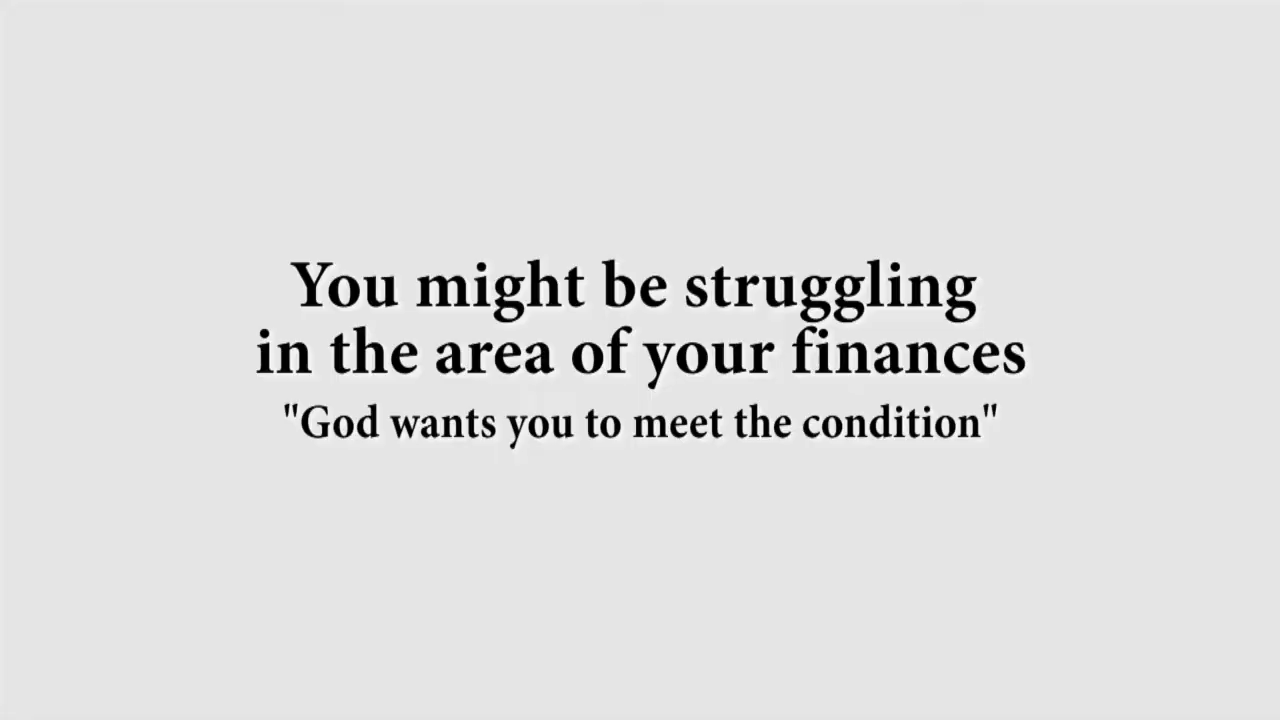 You might be struggling
in the area of your finances
"God wants you to meet the condition"